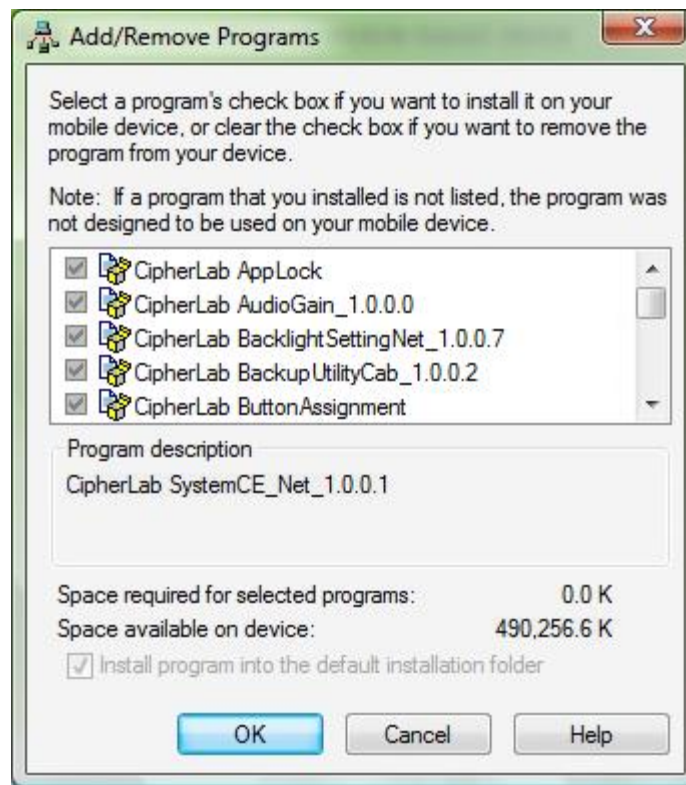 Add/Remove Programs
Select a program's check box if you want to install it on your
mobile device, or clear the check box if you want to remove the
program from your device.
Note: If a program that you installed is not listed, the program was
not designed to be used on your mobile device.
CipherLab AppLock
CipherLab AudioGain_1.0.0.0
CipherLab BacklightSettingNet_1.0.0.7
CipherLab BackupUtilityCab_1.0.0.2
CipherLab ButtonAssignment
Program description
CipherLab SystemCE_Net_1.0.0.1
Space required for selected programs: 0.0 K
Space available on device: 490,256.6 K
Install program into the default installation folder
OK Cancel Help